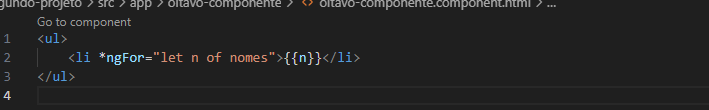 gundo-projeto > src > app > oitavo-componente > <> oitavo-componente.component.html > ...
Go to component
1 <ul>
2 <li *ngFor="let n of nomes">{{n}}</li>
3 </ul>
4